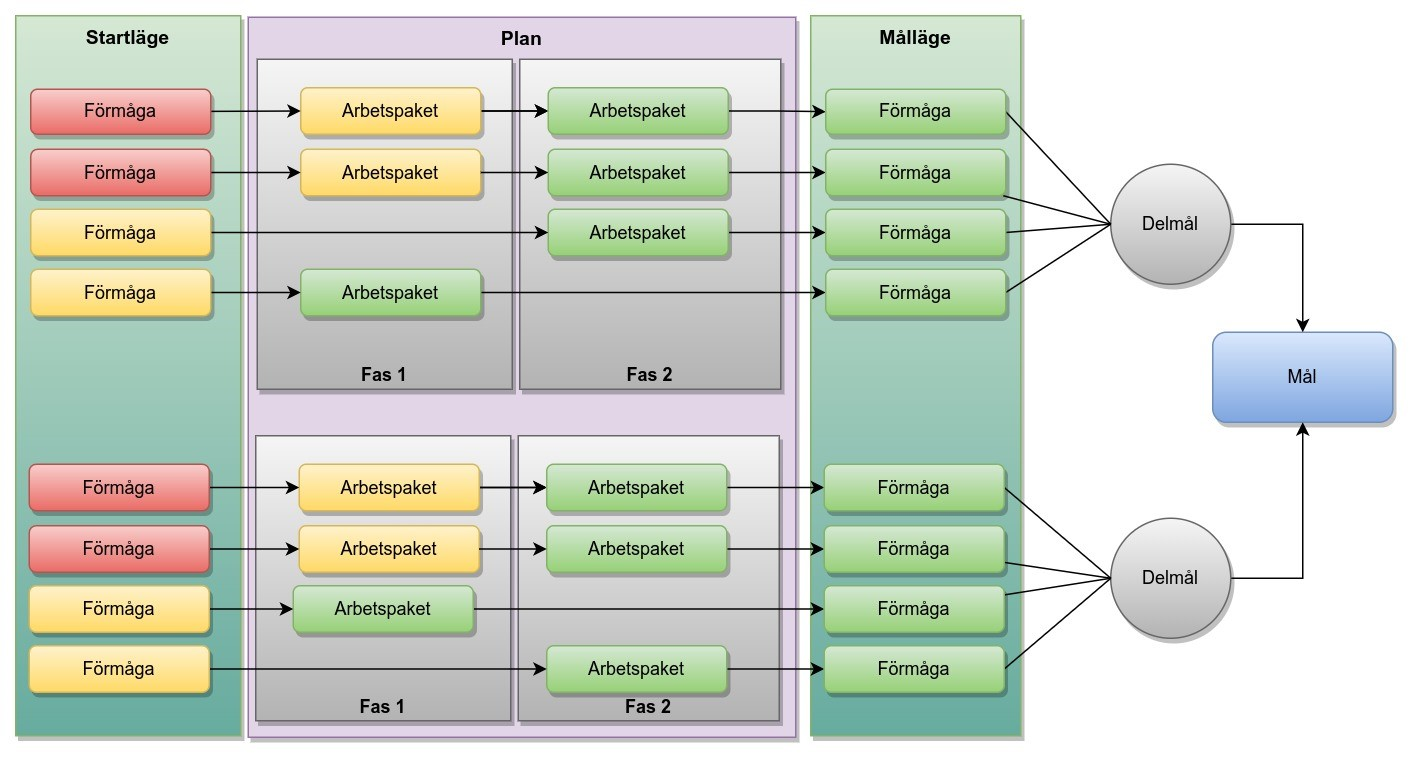 Startläge
Plan
Målläge
Förmåga
Arbetspaket
Arbetspaket
Förmåga
Förmåga
Arbetspaket
Arbetspaket
Förmåga
Förmåga
Arbetspaket
Förmåga
Delmål
Förmåga
Arbetspaket
Förmåga
Fas 1
Fas 2
Mål
Förmåga
Arbetspaket
Arbetspaket
Förmåga
Förmåga
Arbetspaket
Arbetspaket
Förmåga
Delmål
Förmåga
Arbetspaket
Förmåga
Förmåga
Arbetspaket
Förmåga
Fas 1
Fas 2